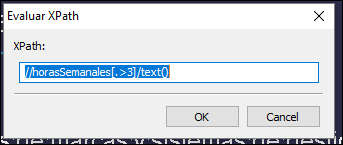 Evaluar XPath
XPath:
//horasSemanales[.>3]/text()
OK
Cancel